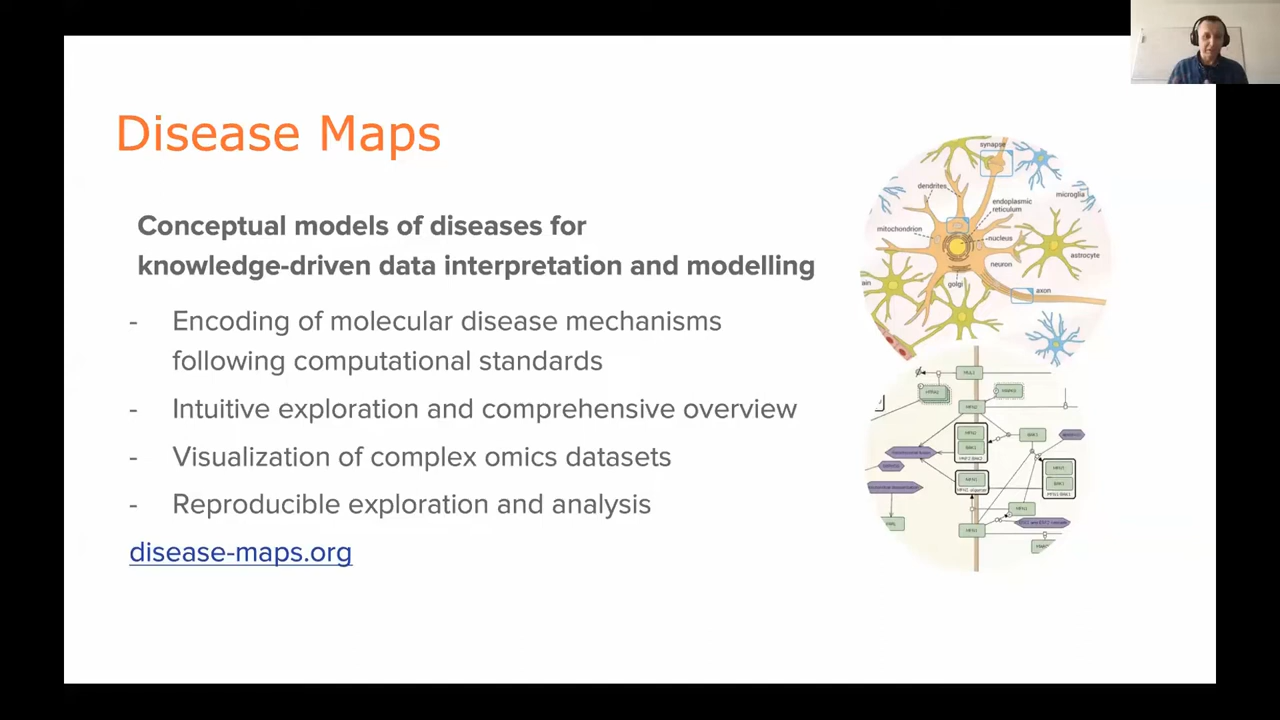 Disease Maps
Conceptual models of diseases for
knowledge-driven data interpretation and modelling
- Encoding of molecular disease mechanisms
following computational standards
- Intuitive exploration and comprehensive overview
- Visualization of complex omics datasets
- Reproducible exploration and analysis
disease-maps.org
synapse
dendrites
microglia
endoplasmic
reticulum
mitochondrion
nucleus
astrocyte
neuron
golgi
axon